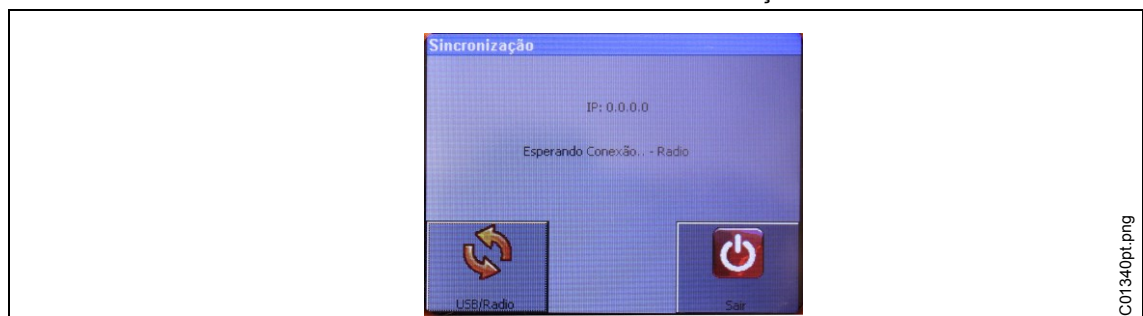 Sincronização
IP: 0.0.0.0
Esperando Conexão.. - Radio
USB/Radio
Sair
C01340pt.png